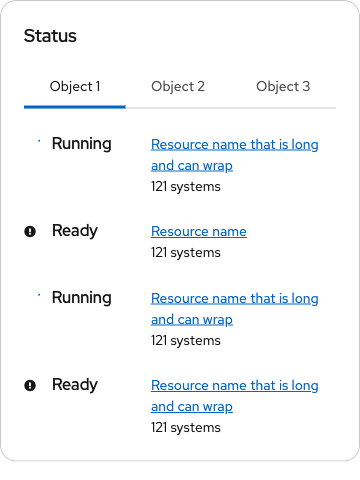 Status
Object 1 Object 2 Object 3
Running
Resource name that is long
and can wrap
121 systems
Ready
Resource name
121 systems
Running
Resource name that is long
and can wrap
121 systems
Ready
Resource name that is long
and can wrap
121 systems